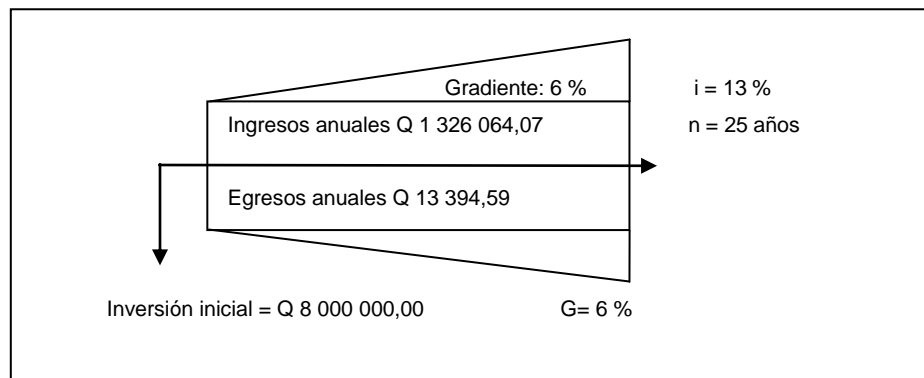 Gradiente: 6 %
i = 13 %
Ingresos anuales Q 1 326 064,07
n = 25 años
Egresos anuales Q 13 394,59
Inversión inicial = Q 8 000 000,00
G= 6 %